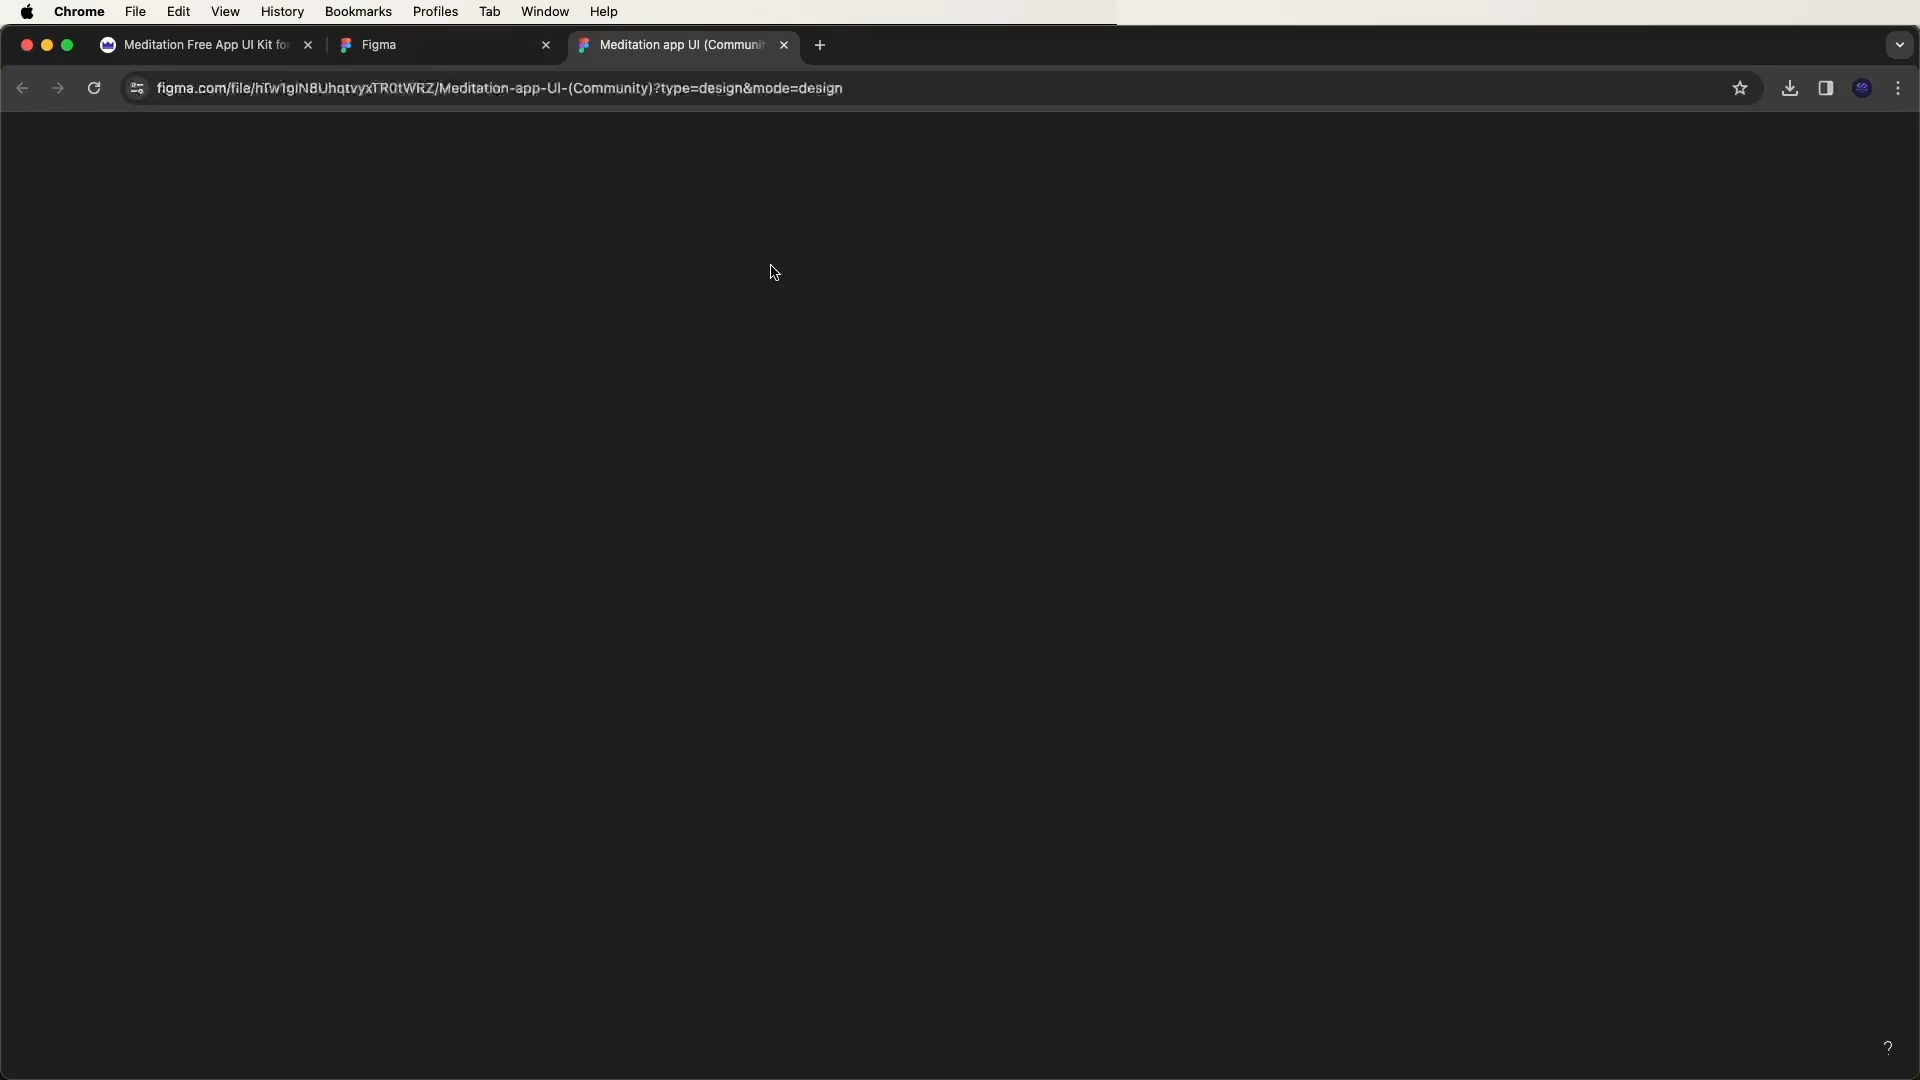 Chrome File Edit View History Bookmarks Profiles Tab Window Help
Meditation Free App UI Kit fo
Figma
Meditation app UI (Communit
figma.com/file/hTw1giN8UhqtvyxTR0tWRZ/Meditation-app-UI-(Community)?type=design&mode=design
?